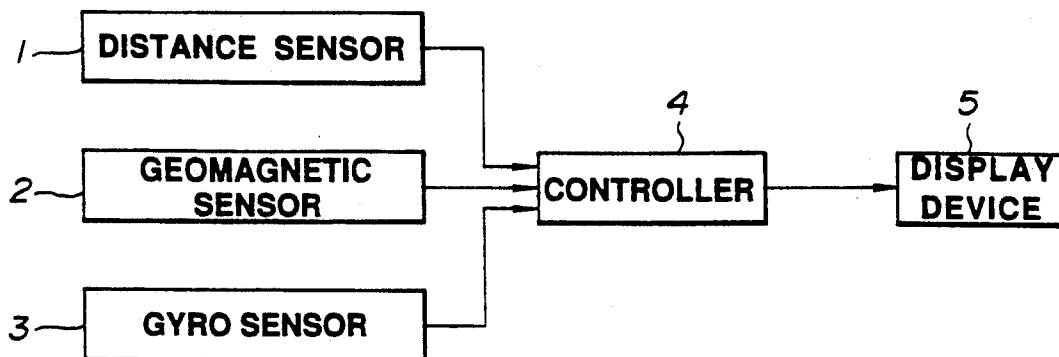 1
DISTANCE SENSOR
2
GEOMAGNETIC
SENSOR
3
GYRO SENSOR
4
CONTROLLER
5
DISPLAY
DEVICE